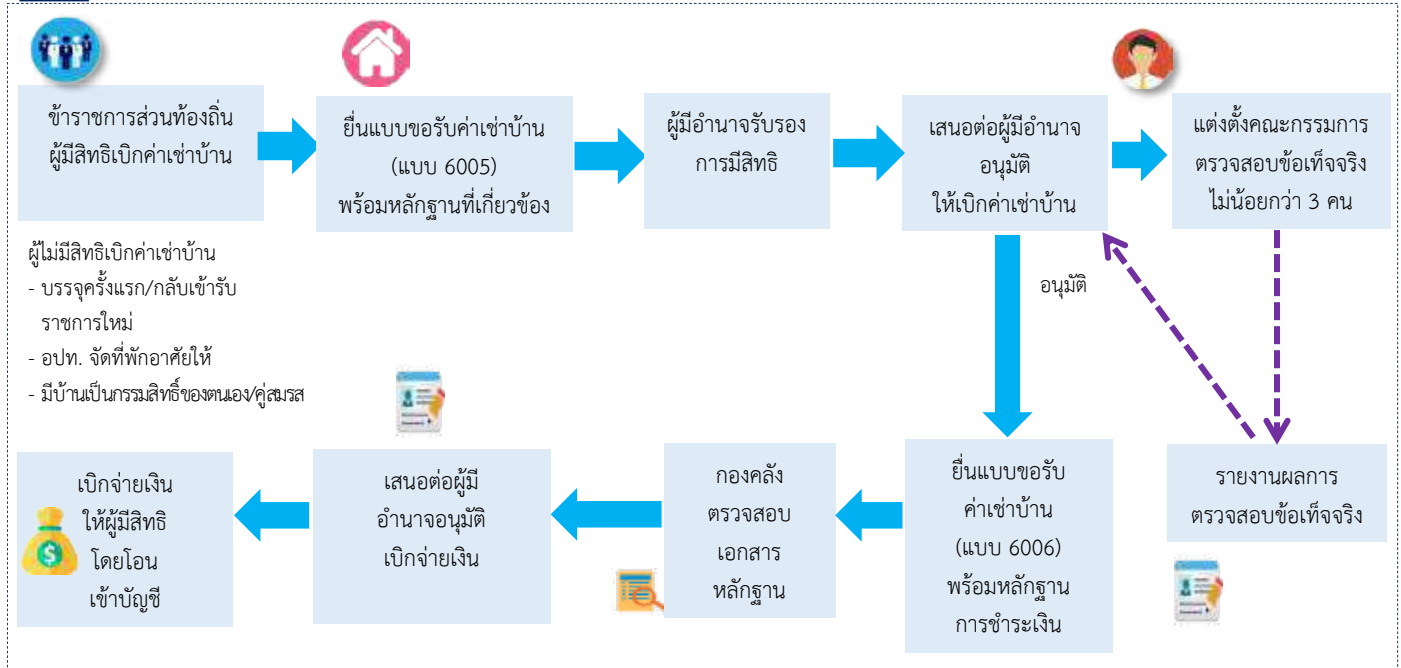 ข้าราชการส่วนท้องถิ่น
ผู้มีสิทธิเบิกค่าเช่าบ้าน
ยื่นแบบขอรับค่าเช่าบ้าน
(แบบ 6005)
พร้อมหลักฐานที่เกี่ยวข้อง
ผู้มีอำนาจรับรอง
การมีสิทธิ
เสนอต่อผู้มีอำนาจ
อนุมัติ
ให้เบิกค่าเช่าบ้าน
แต่งตั้งคณะกรรมการ
ตรวจสอบข้อเท็จจริง
ไม่น้อยกว่า 3 คน
ผู้ไม่มีสิทธิเบิกค่าเช่าบ้าน
- บรรจุครั้งแรก/กลับเข้ารับ
ราชการใหม่
- อปท. จัดที่พักอาศัยให้
- มีบ้านเป็นกรรมสิทธิ์ของตนเอง/คู่สมรส
อนุมัติ
รายงานผลการ
ตรวจสอบข้อเท็จจริง
ยื่นแบบขอรับ
ค่าเช่าบ้าน
(แบบ 6006)
พร้อมหลักฐาน
การชำระเงิน
กองคลัง
ตรวจสอบ
เอกสาร
หลักฐาน
เสนอต่อผู้มี
อำนาจอนุมัติ
เบิกจ่ายเงิน
เบิกจ่ายเงิน
ให้ผู้มีสิทธิ
โดยโอน
เข้าบัญชี